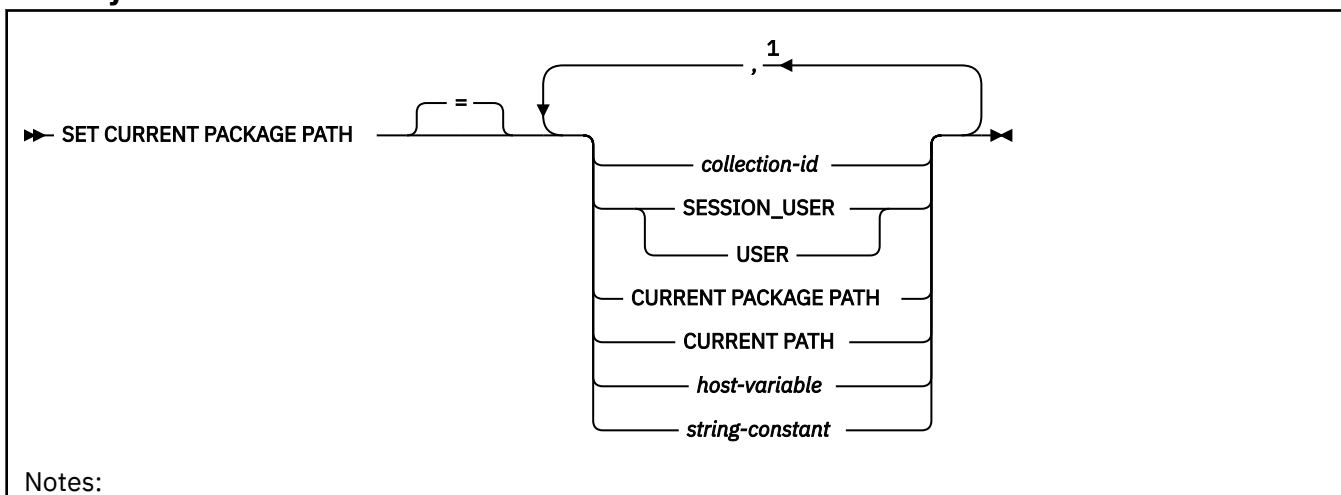 1
,
=
SET CURRENT PACKAGE PATH
collection-id
SESSION_USER
USER
CURRENT PACKAGE PATH
CURRENT PATH
host-variable
string-constant
Notes: